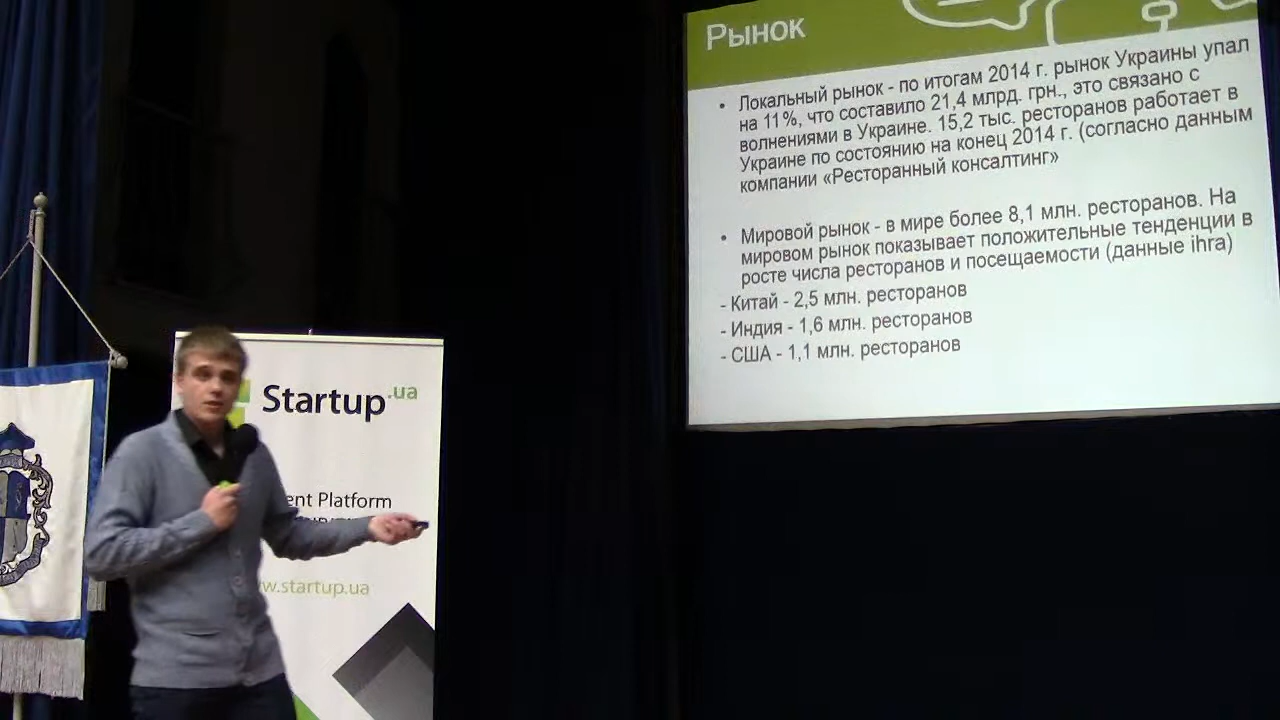 Рынок
• Локальный рынок - по итогам 2014 г. рынок Украины упал
на 11%, что составило 21,4 млрд. грн., это связано с
волнениями в Украине. 15,2 тыс. ресторанов работает в
Украине по состоянию на конец 2014 г. (согласно данным
компании «Ресторанный консалтинг»
• Мировой рынок - в мире более 8,1 млн. ресторанов. На
мировом рынок показывает положительные тенденции в
росте числа ресторанов и посещаемости (данные ihra)
- Китай - 2,5 млн. ресторанов
- Индия - 1,6 млн. ресторанов
- США - 1,1 млн. ресторанов
Startup.ua
ent Platform
w.startup.ua